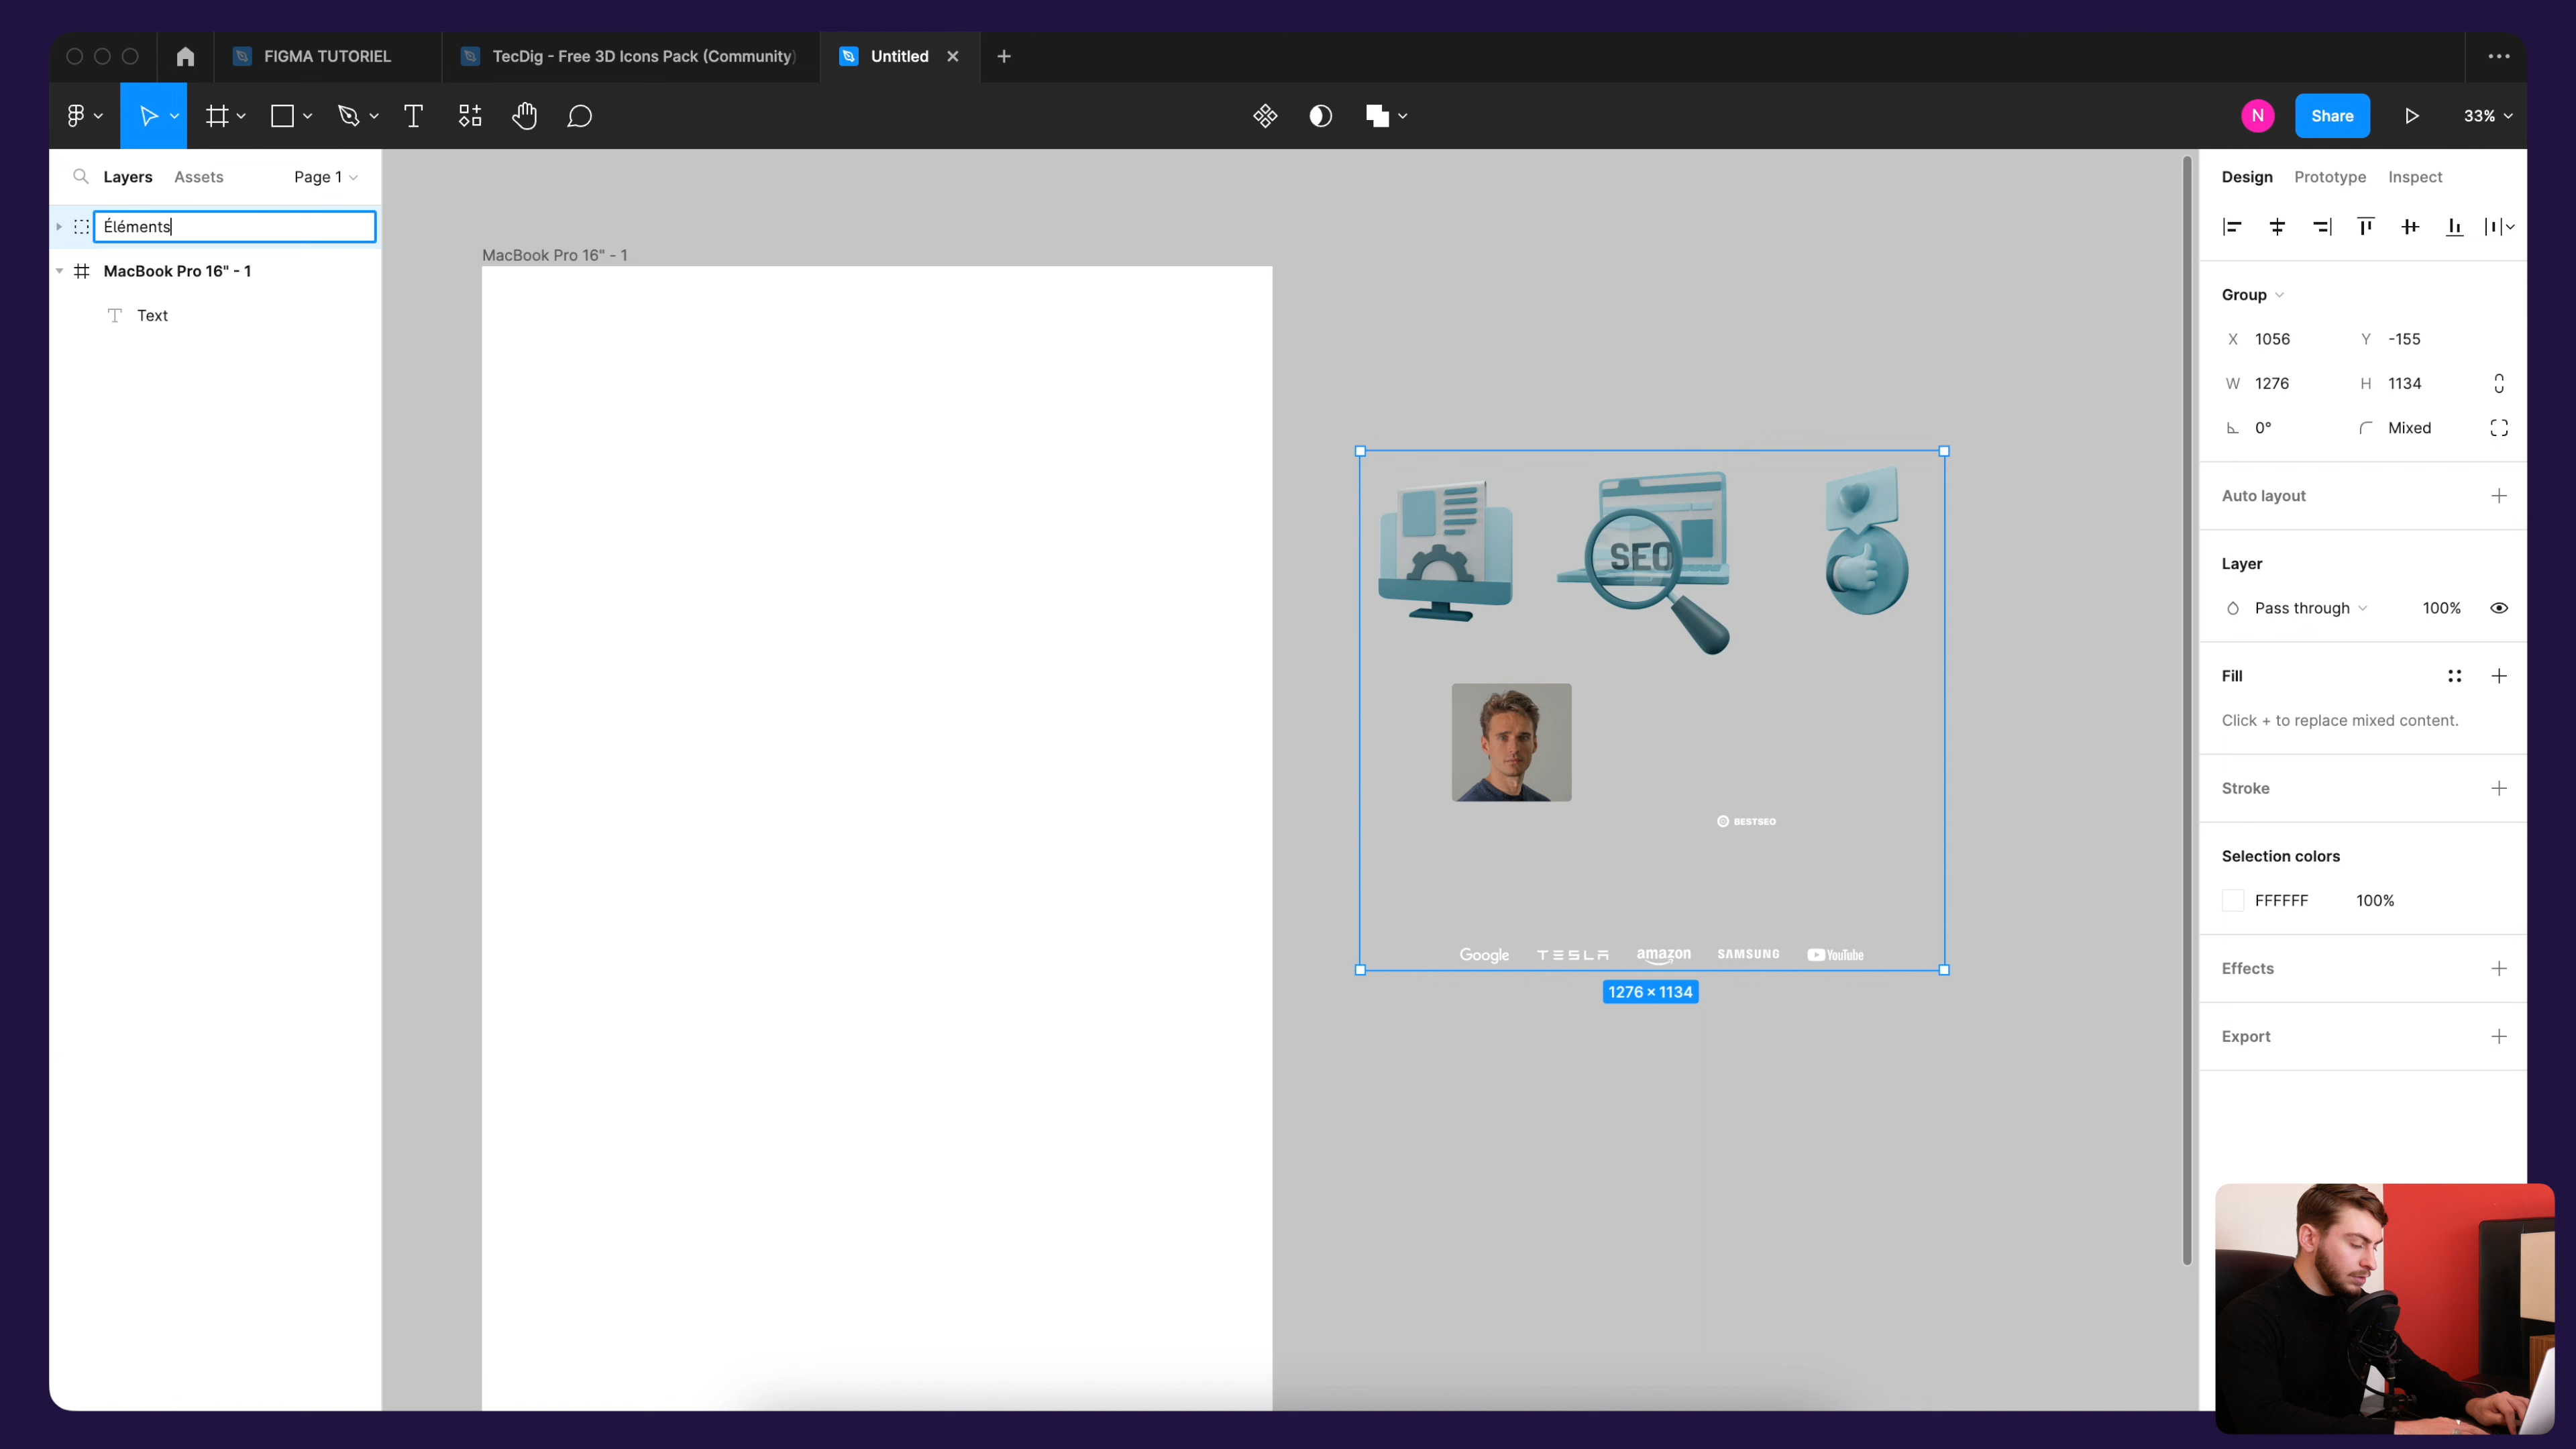 FIGMA TUTORIEL
TecDig - Free 3D Icons Pack (Community)
Untitled
N
Share
33%
Layers
Assets
Page 1
Éléments
MacBook Pro 16" - 1
Text
MacBook Pro 16" - 1
SEO
BESTSEO
Google
TESLA
amazon
SAMSUNG
YouTube
1276 × 1134
Design
Prototype
Inspect
Group
X 1056
Y -155
W 1276
H 1134
0°
Mixed
Auto layout
Layer
Pass through
100%
Fill
Click + to replace mixed content.
Stroke
Selection colors
FFFFFF
100%
Effects
Export